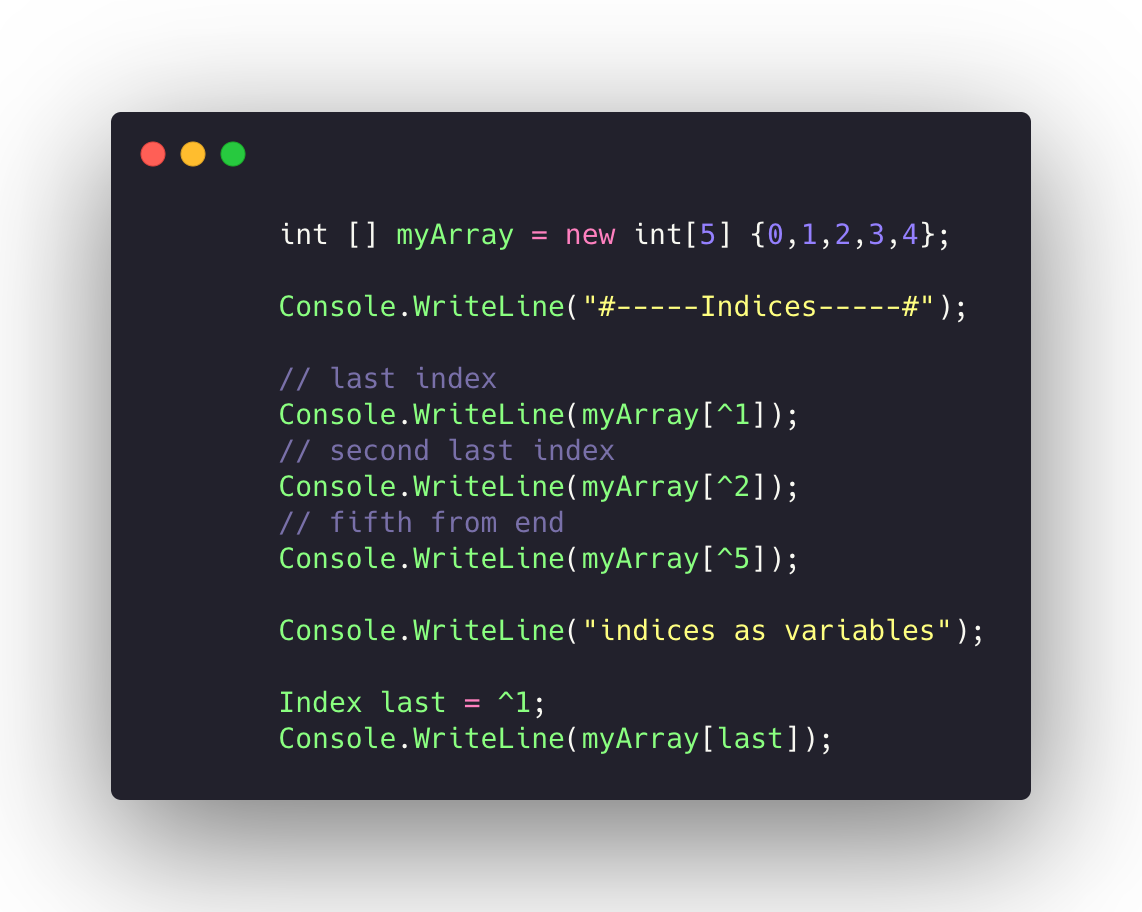 int [] myArray = new int[5] {0,1,2,3,4};
Console.WriteLine("#-----Indices-----#");
// last index
Console.WriteLine(myArray[^1]);
// second last index
Console.WriteLine(myArray[^2]);
// fifth from end
Console.WriteLine(myArray[^5]);
Console.WriteLine("indices as variables");
Index last = ^1;
Console.WriteLine(myArray[last]);